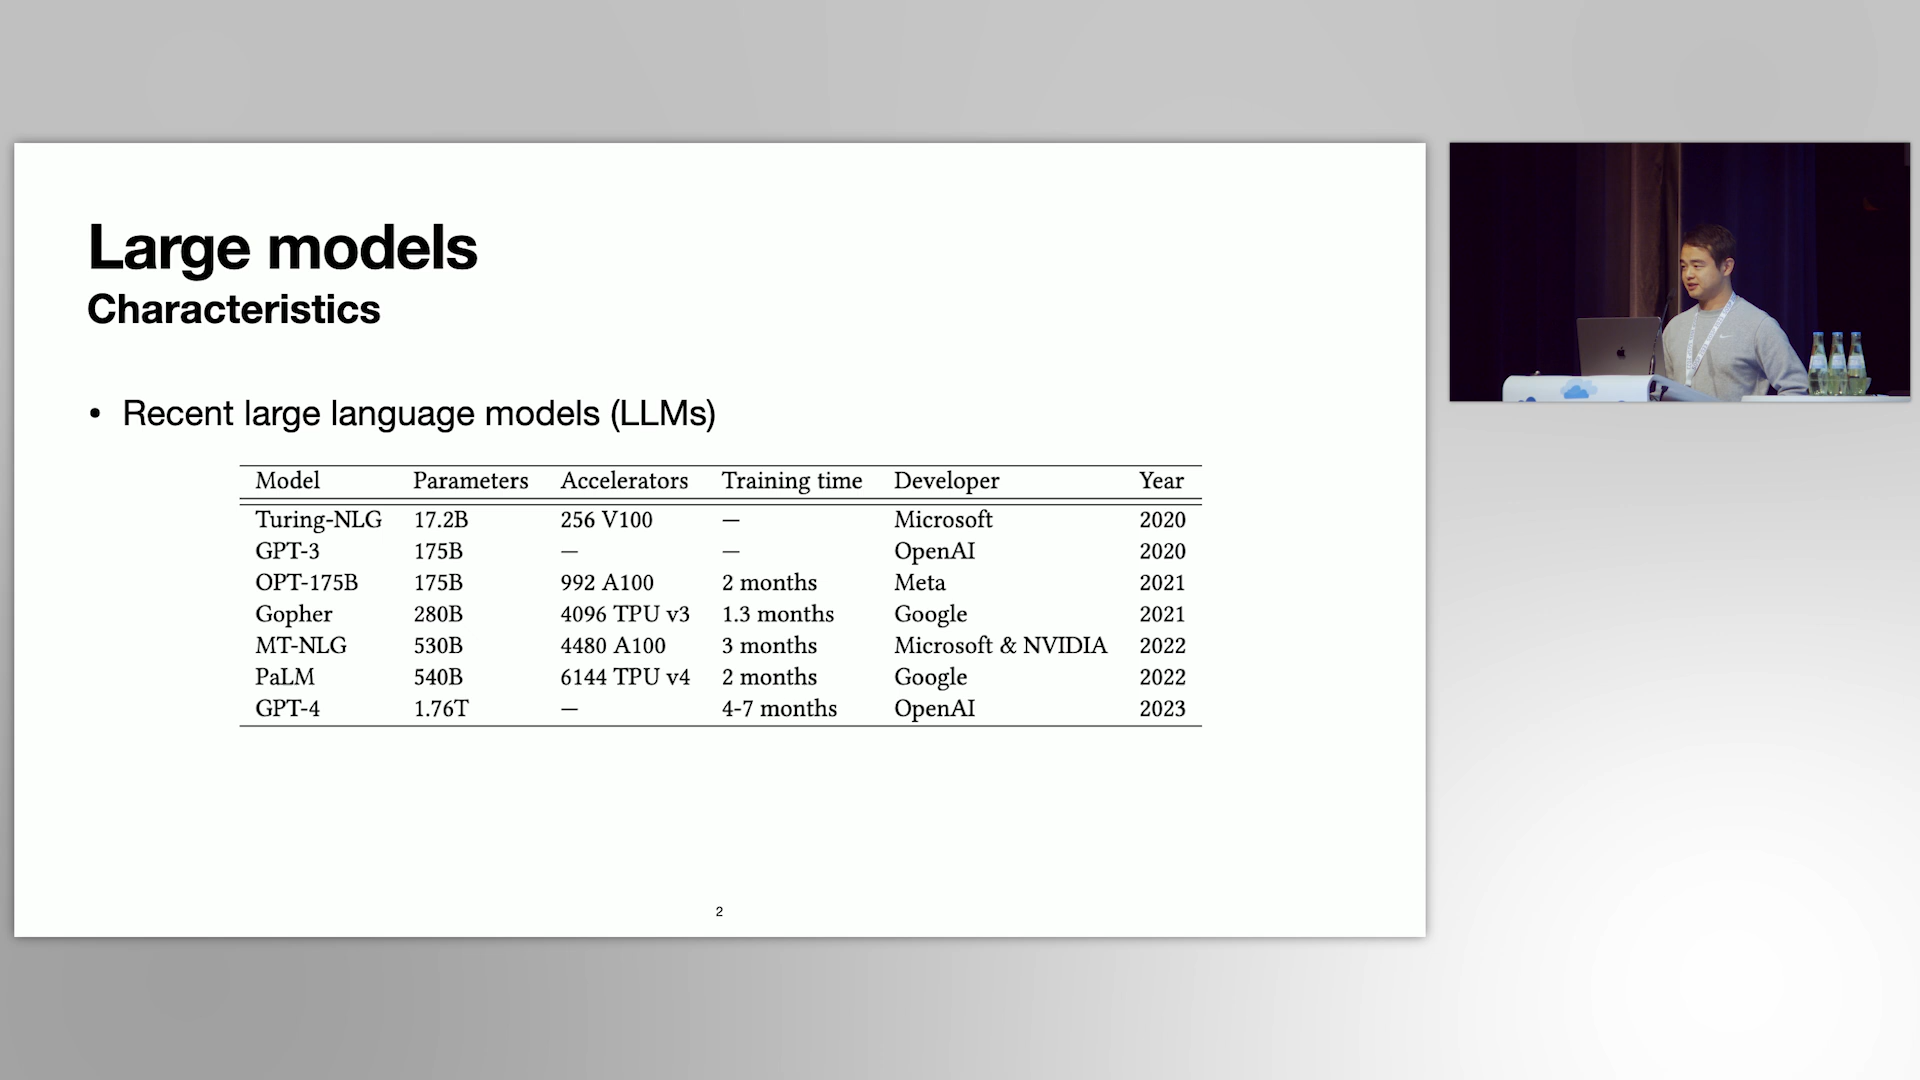 Large models
Characteristics
• Recent large language models (LLMs)
Model Parameters Accelerators Training time Developer Year
Turing-NLG 17.2B 256 V100 — Microsoft 2020
GPT-3 175B — — OpenAI 2020
OPT-175B 175B 992 A100 2 months Meta 2021
Gopher 280B 4096 TPU v3 1.3 months Google 2021
MT-NLG 530B 4480 A100 3 months Microsoft & NVIDIA 2022
PaLM 540B 6144 TPU v4 2 months Google 2022
GPT-4 1.76T — 4-7 months OpenAI 2023
2